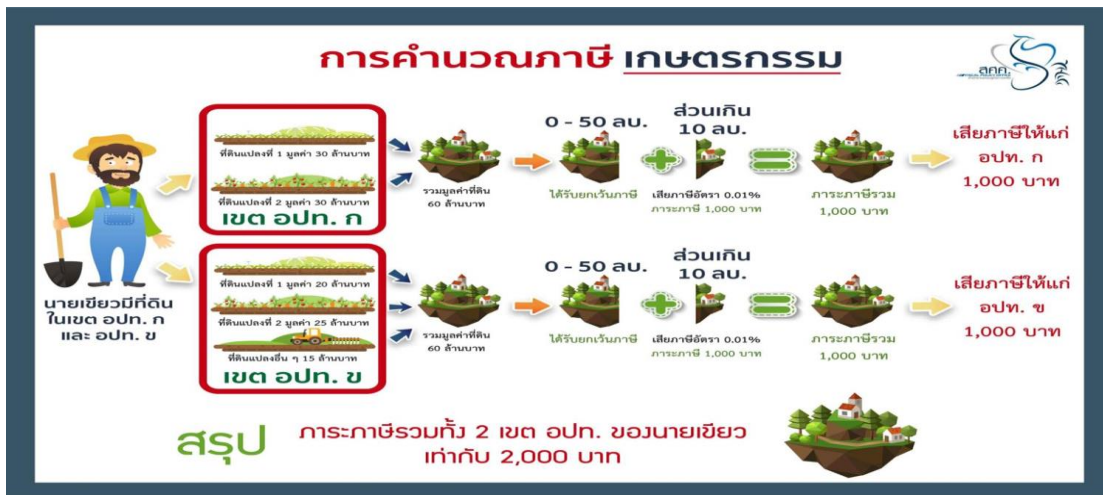 การคำนวณภาษี เกษตรกรรม
สศค.
นายเขียวมีที่ดิน
ในเขต อปท. ก
และ อปท. ข
ที่ดินแปลงที่ 1 มูลค่า 30 ล้านบาท
ที่ดินแปลงที่ 2 มูลค่า 30 ล้านบาท
เขต อปท. ก
รวมมูลค่าที่ดิน
60 ล้านบาท
0 - 50 ลบ.
ได้รับยกเว้นภาษี
ส่วนเกิน
10 ลบ.
เสียภาษีอัตรา 0.01%
ภาระภาษี 1,000 บาท
ภาระภาษีรวม
1,000 บาท
เสียภาษีให้แก่
อปท. ก
1,000 บาท
ที่ดินแปลงที่ 1 มูลค่า 20 ล้านบาท
ที่ดินแปลงที่ 2 มูลค่า 25 ล้านบาท
ที่ดินแปลงอื่น ๆ 15 ล้านบาท
เขต อปท. ข
รวมมูลค่าที่ดิน
60 ล้านบาท
0 - 50 ลบ.
ได้รับยกเว้นภาษี
ส่วนเกิน
10 ลบ.
เสียภาษีอัตรา 0.01%
ภาระภาษี 1,000 บาท
ภาระภาษีรวม
1,000 บาท
เสียภาษีให้แก่
อปท. ข
1,000 บาท
สรุป
ภาระภาษีรวมทั้ง 2 เขต อปท. ของนายเขียว
เท่ากับ 2,000 บาท